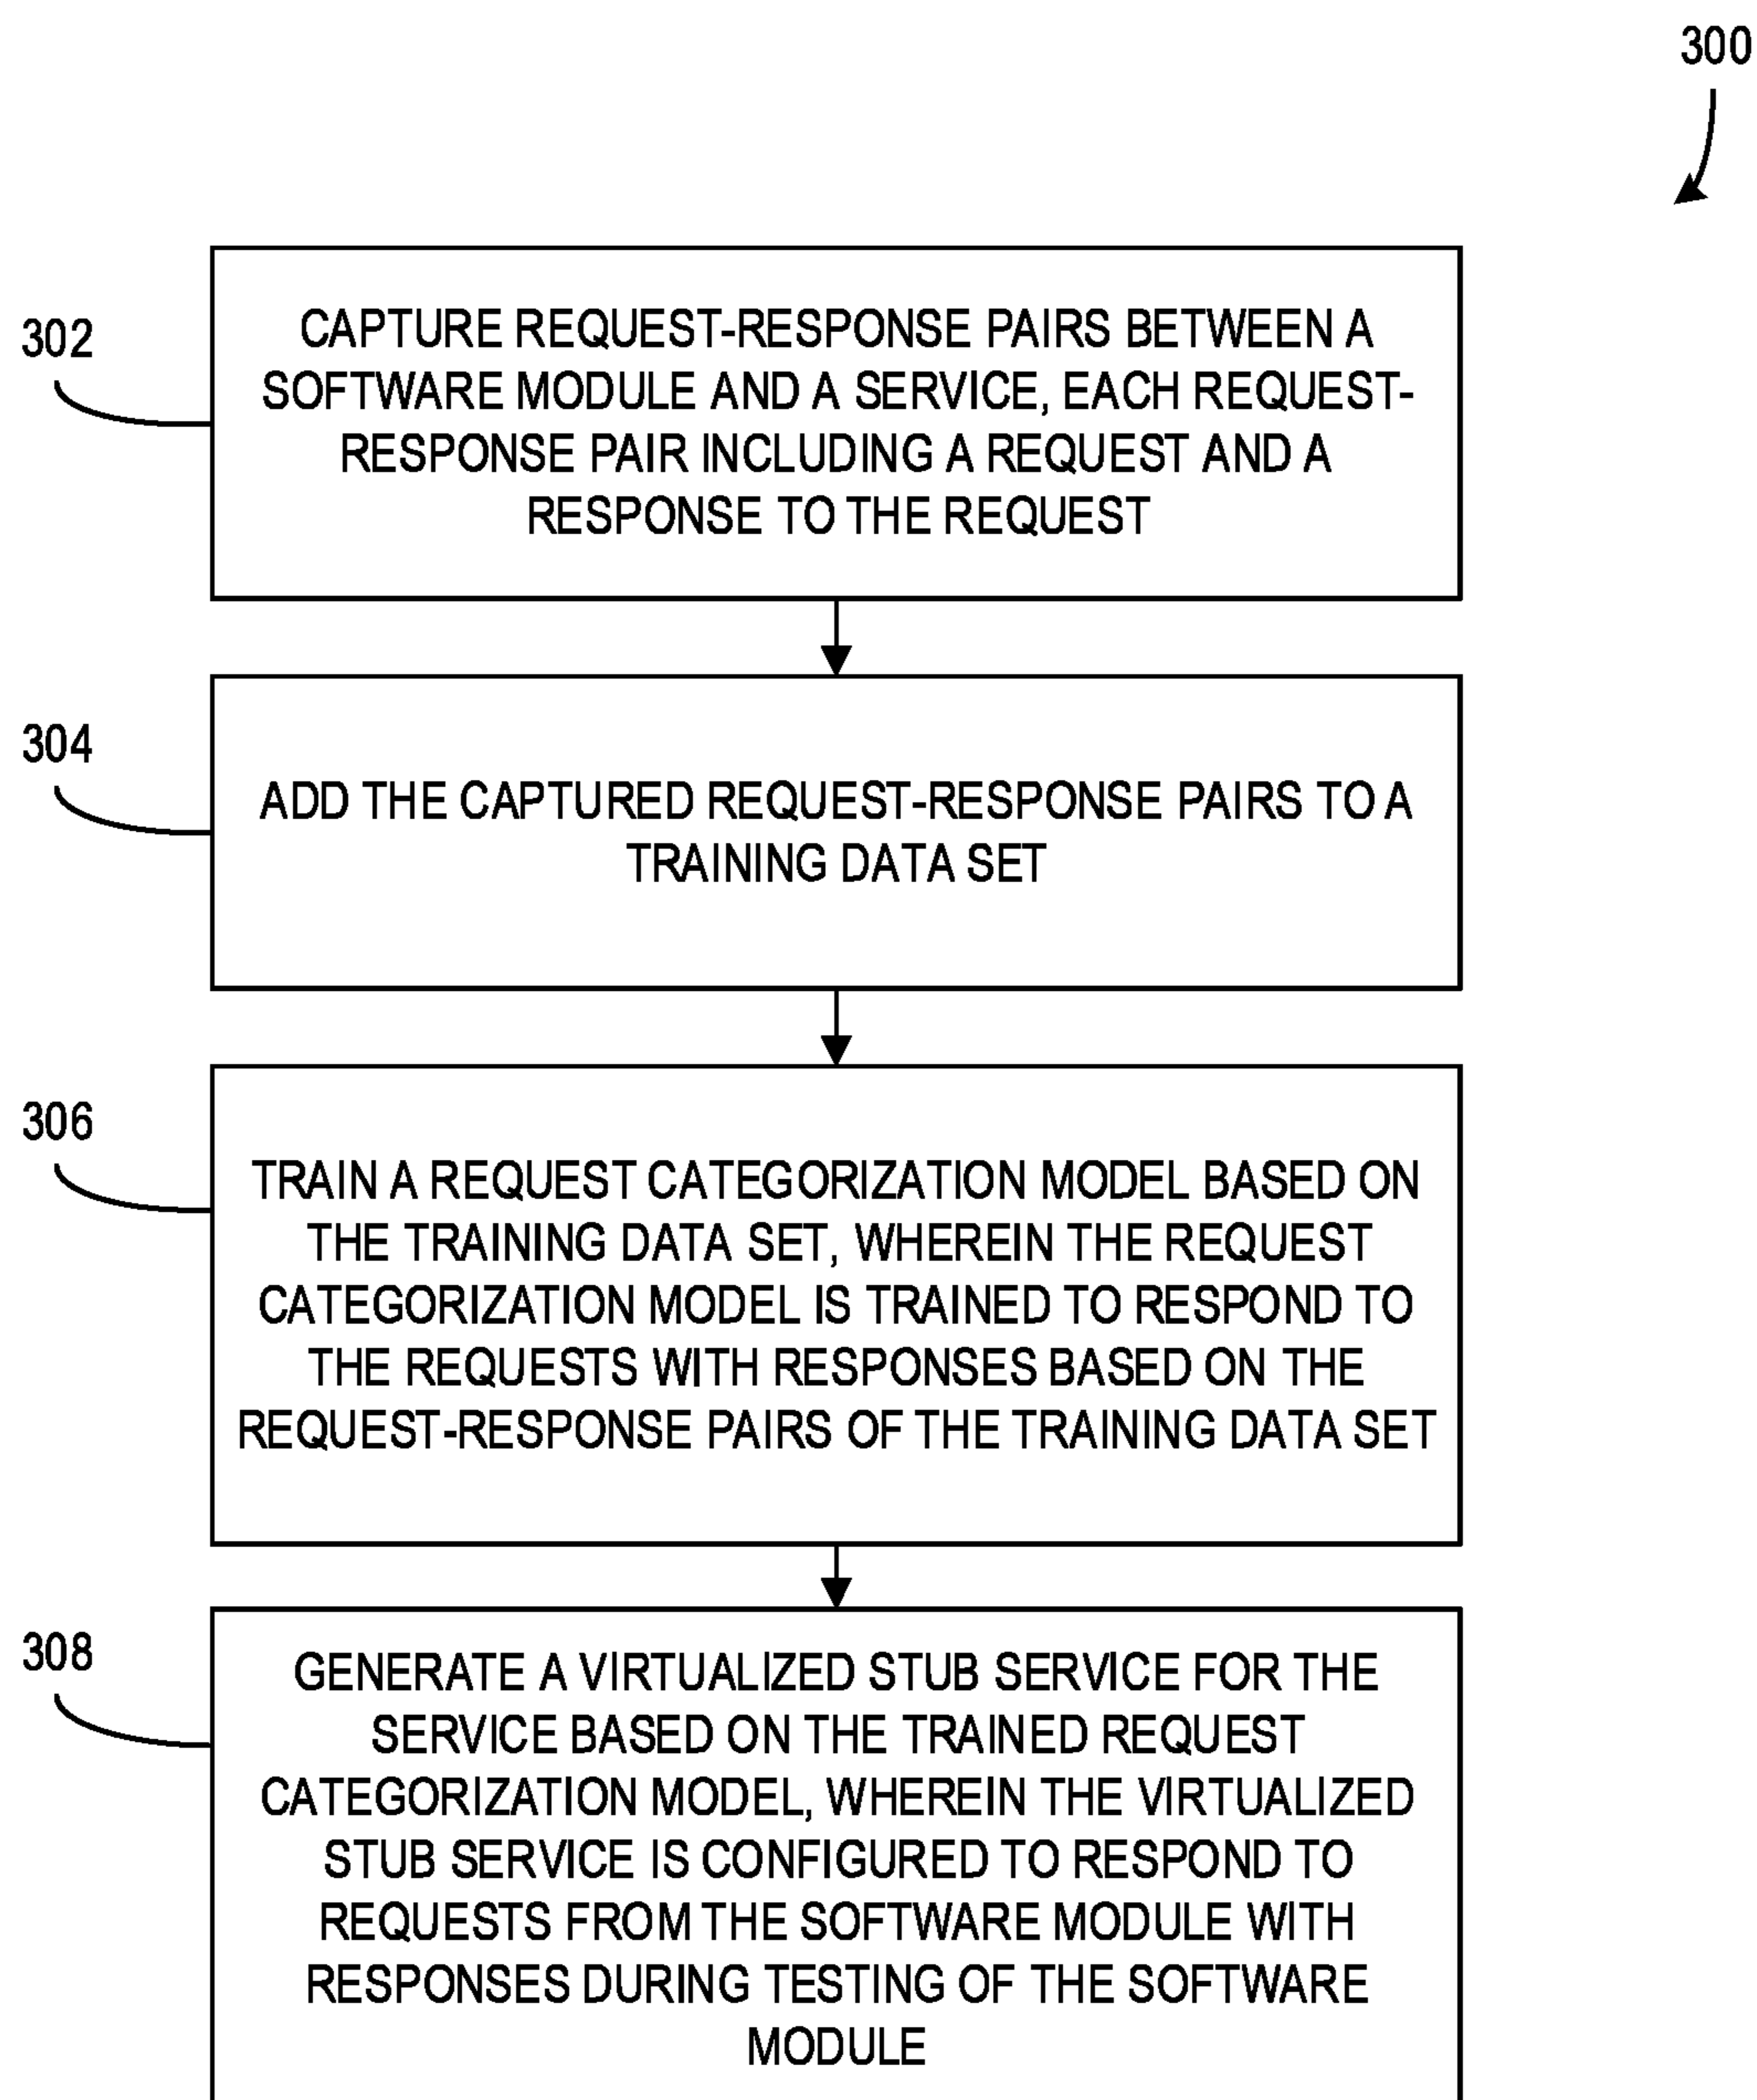 300
302
CAPTURE REQUEST-RESPONSE PAIRS BETWEEN A
SOFTWARE MODULE AND A SERVICE, EACH REQUEST-
RESPONSE PAIR INCLUDING A REQUEST AND A
RESPONSE TO THE REQUEST
304
ADD THE CAPTURED REQUEST-RESPONSE PAIRS TO A
TRAINING DATA SET
306
TRAIN A REQUEST CATEGORIZATION MODEL BASED ON
THE TRAINING DATA SET, WHEREIN THE REQUEST
CATEGORIZATION MODEL IS TRAINED TO RESPOND TO
THE REQUESTS WITH RESPONSES BASED ON THE
REQUEST-RESPONSE PAIRS OF THE TRAINING DATA SET
308
GENERATE A VIRTUALIZED STUB SERVICE FOR THE
SERVICE BASED ON THE TRAINED REQUEST
CATEGORIZATION MODEL, WHEREIN THE VIRTUALIZED
STUB SERVICE IS CONFIGURED TO RESPOND TO
REQUESTS FROM THE SOFTWARE MODULE WITH
RESPONSES DURING TESTING OF THE SOFTWARE
MODULE